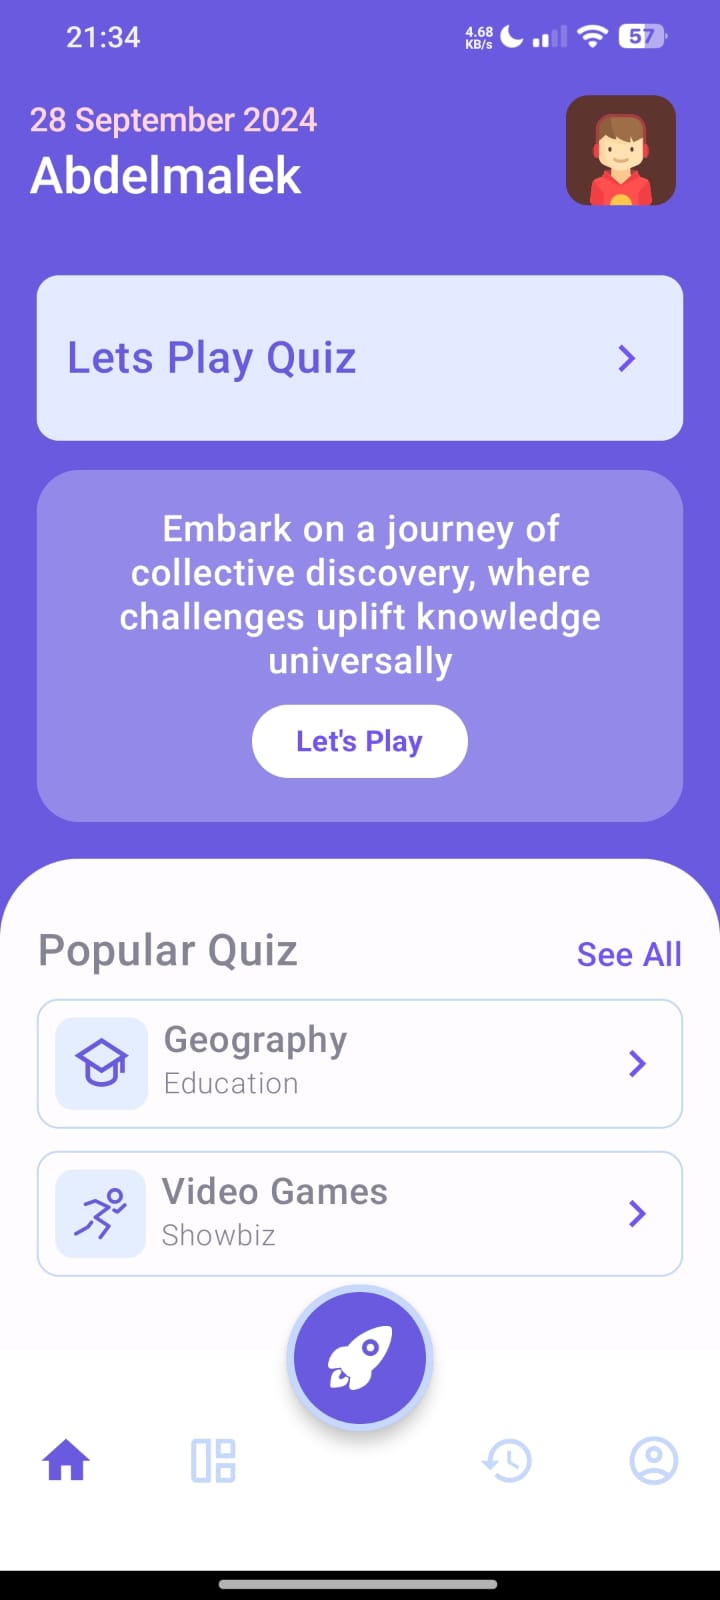 21:34
4.68
KB/s
57
28 September 2024
Abdelmalek
Lets Play Quiz
Embark on a journey of
collective discovery, where
challenges uplift knowledge
universally
Let's Play
Popular Quiz
See All
Geography
Education
Video Games
Showbiz